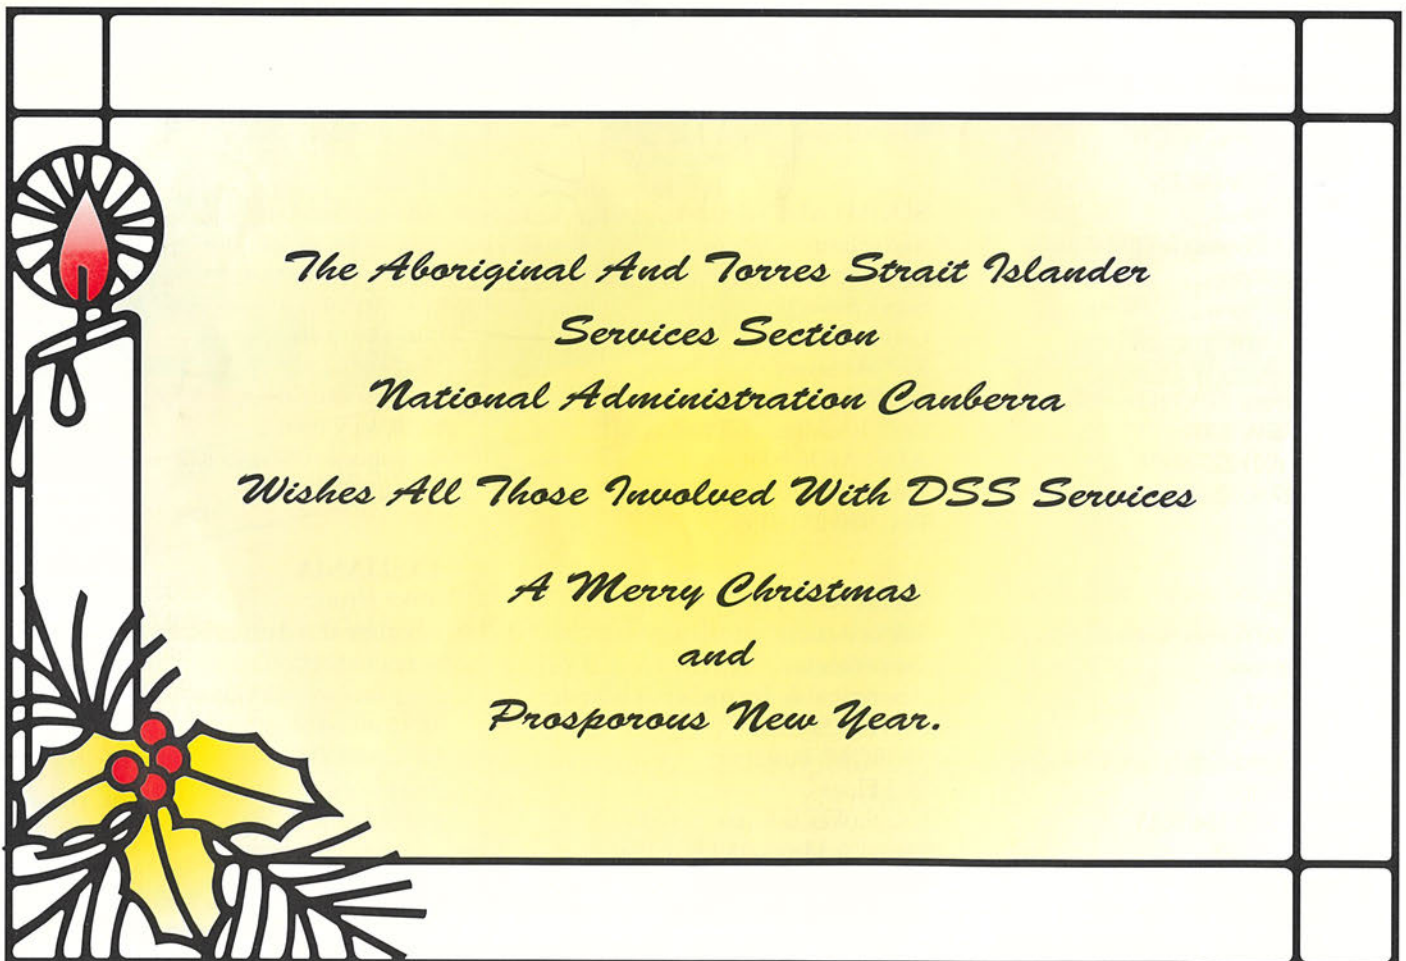 The Aboriginal And Torres Strait Islander
Services Section
National Administration Canberra
Wishes All Those Involved With DSS Services
A Merry Christmas
and
Prosporous New Year.